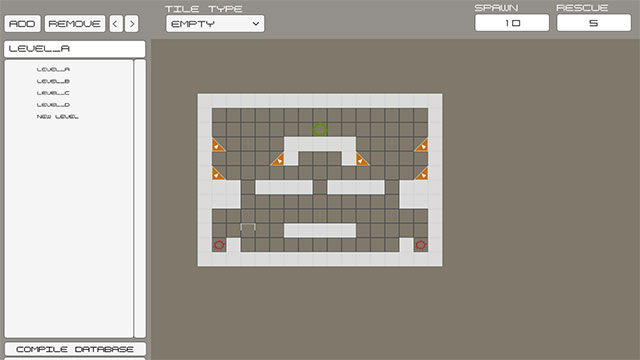 ADD REMOVE < >
TILE TYPE
EMPTY
SPAWN RESCUE
10 5
LEVEL_A
LEVEL_A
LEVEL_B
LEVEL_C
LEVEL_D
NEW LEVEL
COMPILE DATABASE